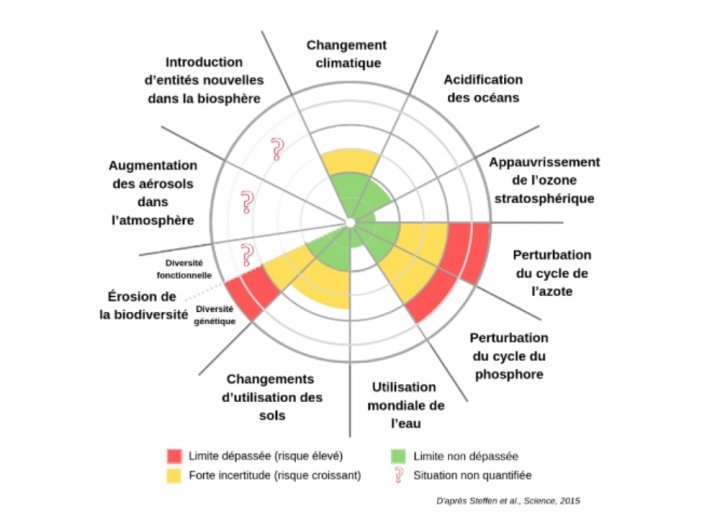 Changement
climatique
Introduction
d'entités nouvelles
dans la biosphère
Acidification
des océans
Augmentation
des aérosols
dans
l'atmosphère
Appauvrissement
de l'ozone
stratosphérique
?
?
?
Diversité
fonctionnelle
Érosion de
la biodiversité
Diversité
génétique
Perturbation
du cycle de
l'azote
Perturbation
du cycle du
phosphore
Changements
d'utilisation des
sols
Utilisation
mondiale de
l'eau
Limite dépassée (risque élevé)
Limite non dépassée
Forte incertitude (risque croissant)
? Situation non quantifiée
D'après Steffen et al., Science, 2015